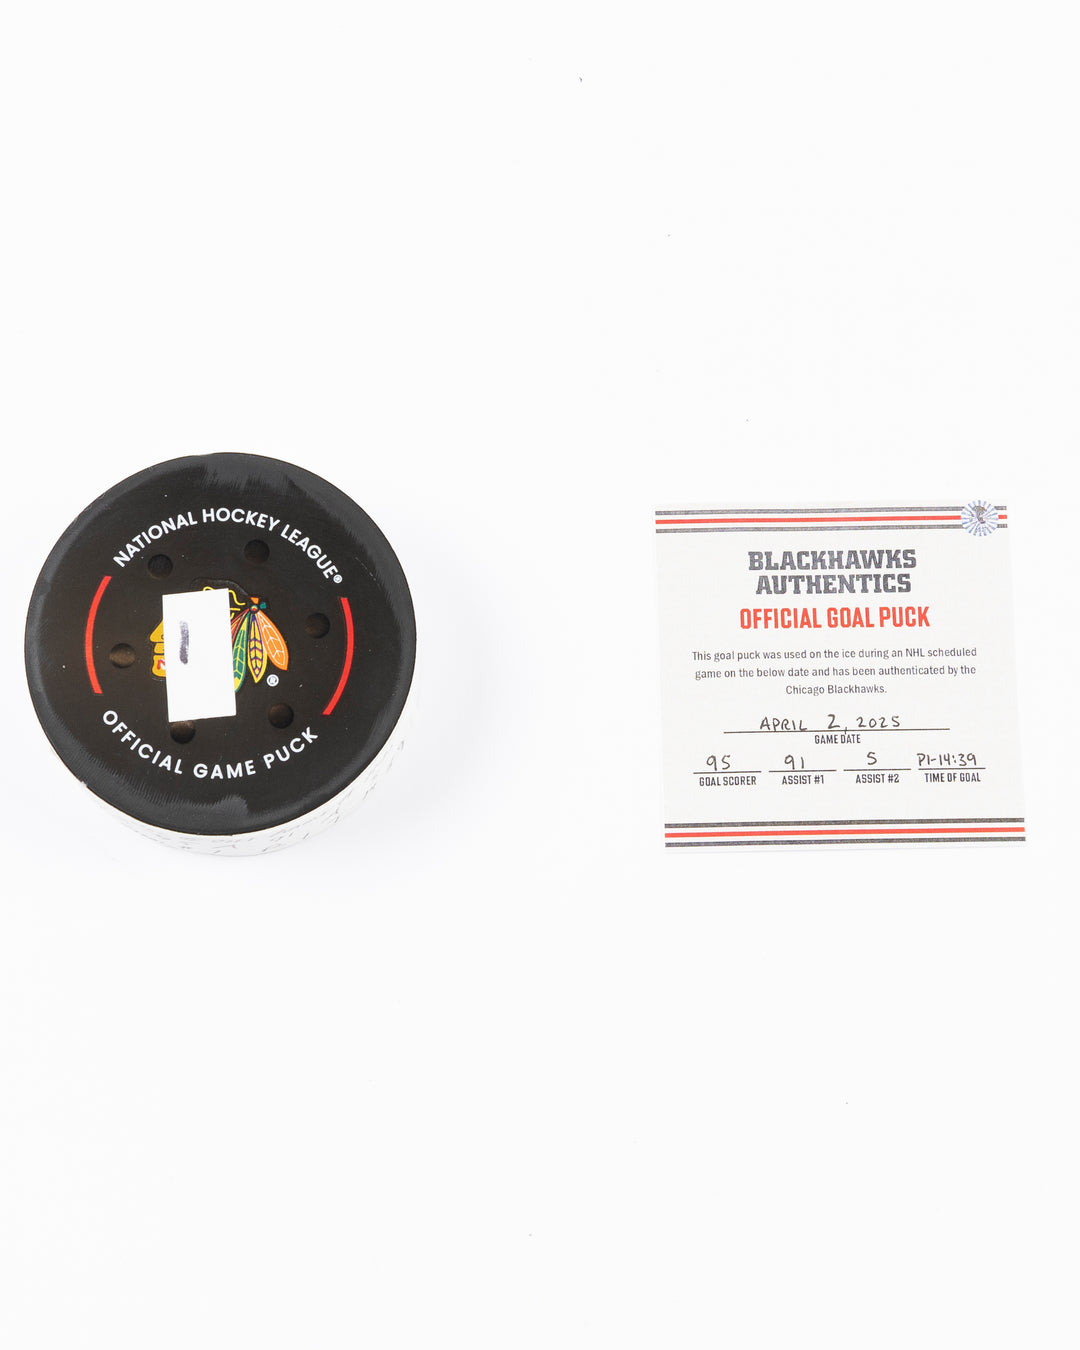 NATIONAL HOCKEY LEAGUE®
®
OFFICIAL GAME PUCK
BLACKHAWKS
AUTHENTICS
OFFICIAL GOAL PUCK
This goal puck was used on the ice during an NHL scheduled
game on the below date and has been authenticated by the
Chicago Blackhawks.
APRIL 2, 2025
GAME DATE
95 91 5 P1-14:39
GOAL SCORER ASSIST #1 ASSIST #2 TIME OF GOAL